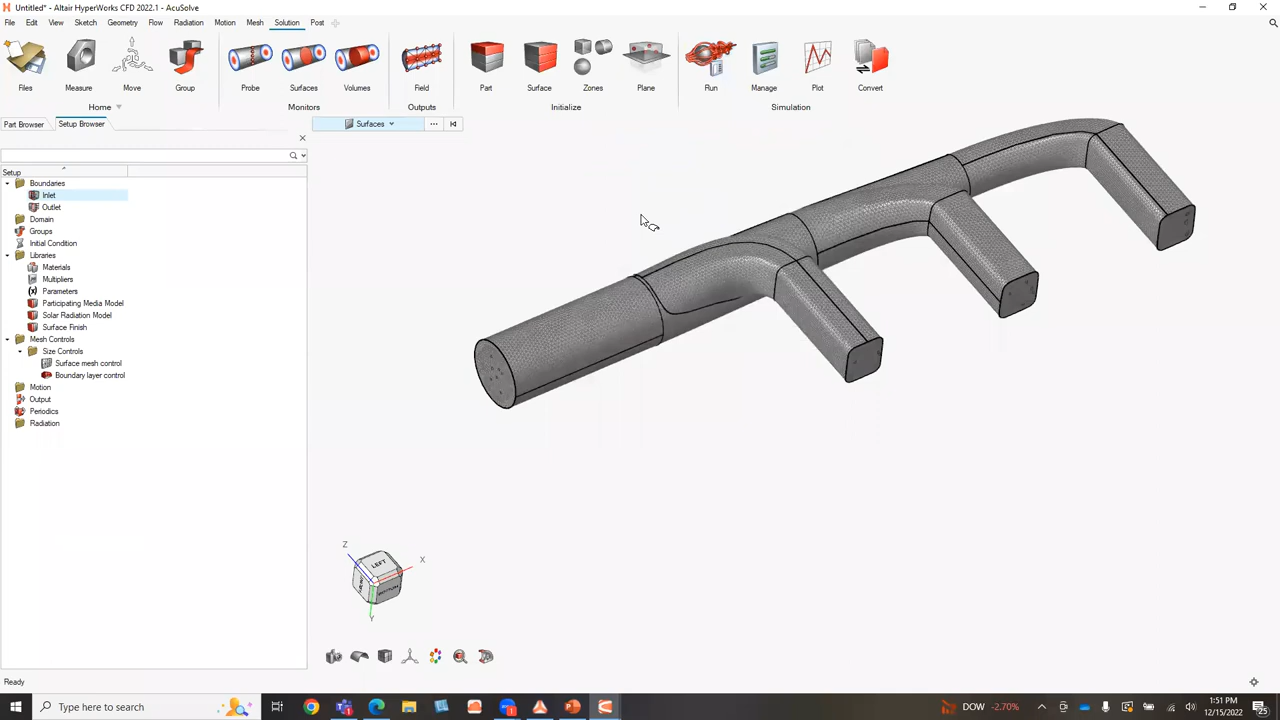 Untitled* - Altair HyperWorks CFD 2022.1 - AcuSolve
File Edit View Sketch Geometry Flow Radiation Motion Mesh Solution Post
Files Measure Move Group Probe Surfaces Volumes Field Part Surface Zones Plane Run Manage Plot Convert
Home Monitors Outputs Initialize Simulation
Part Browser Setup Browser Surfaces
Setup
Boundaries
Inlet
Outlet
Domain
Groups
Initial Condition
Libraries
Materials
Multipliers
(x) Parameters
Participating Media Model
Solar Radiation Model
Surface Finish
Mesh Controls
Size Controls
Surface mesh control
Boundary layer control
Motion
Output
Periodics
Radiation
Z
X
LEFT
Y
Ready
Type here to search
DOW -2.70%
1:51 PM
12/15/2022